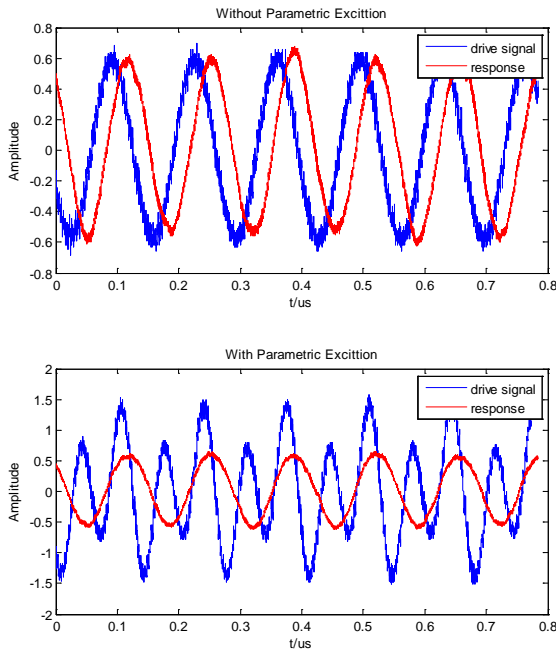 Without Parametric Excittion
drive signal
response
Amplitude
0.8
0.6
0.4
0.2
0
-0.2
-0.4
-0.6
-0.8
0 0.1 0.2 0.3 0.4 0.5 0.6 0.7 0.8
t/us
With Parametric Excittion
drive signal
response
Amplitude
2
1.5
1
0.5
0
-0.5
-1
-1.5
-2
0 0.1 0.2 0.3 0.4 0.5 0.6 0.7 0.8
t/us